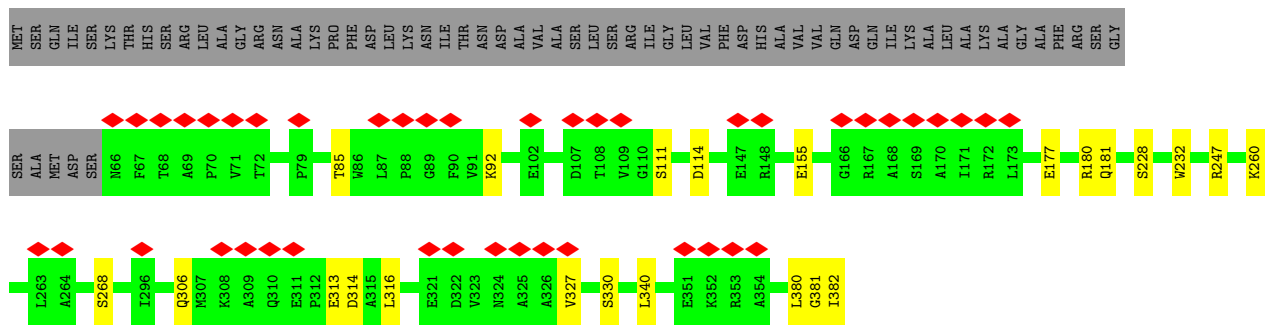 MET SER GLN ILE SER LYS THR HIS SER ARG LEU ALA GLY ARG ASN ALA LYS PRO PHE ASP LEU LYS ASN ILE THR ASN ASP ALA VAL ALA SER LEU SER ARG ILE GLY LEU VAL PHE ASP HIS ALA VAL VAL GLN ASP GLN ILE LYS ALA LEU ALA LYS ALA GLY ALA PHE ARG SER GLY
SER ALA MET ASP SER N66 F67 T68 A69 P70 V71 T72 P79 T85 W86 L87 P88 G89 F90 V91 K92 E102 D107 T108 V109 G110 S111 D114 E147 R148 E155 G166 R167 A168 S169 A170 I171 R172 L173 E177 R180 Q181 S228 W232 R247 K260
L263 A264 S268 I296 Q306 M307 K308 A309 Q310 E311 P312 E313 D314 A315 L316 E321 D322 V323 N324 A325 A326 V327 S330 L340 E351 K352 R353 A354 L380 G381 I382